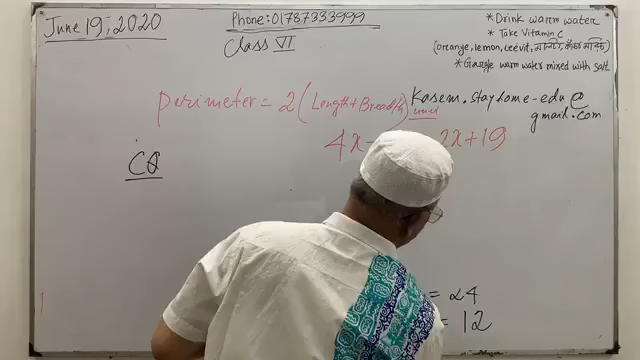 June 19, 2020
Phone: 01787333999
Class VI
* Drink warm water
* Take Vitamin C
(orange, lemon, ceevit,
* Gargle warm water mixed with salt
Perimeter = 2 (Length + Breadth) unit
Kasem.stayhome-edu@
gmail.com
4x
2x + 19
CQ
= 24
= 12